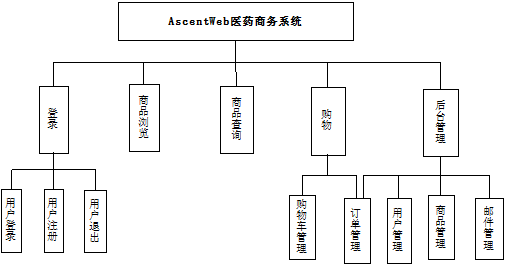 AscentWeb医药商务系统
登录
商品浏览
商品查询
购物
后台管理
用户登录
用户注册
用户退出
购物车管理
订单管理
用户管理
商品管理
邮件管理